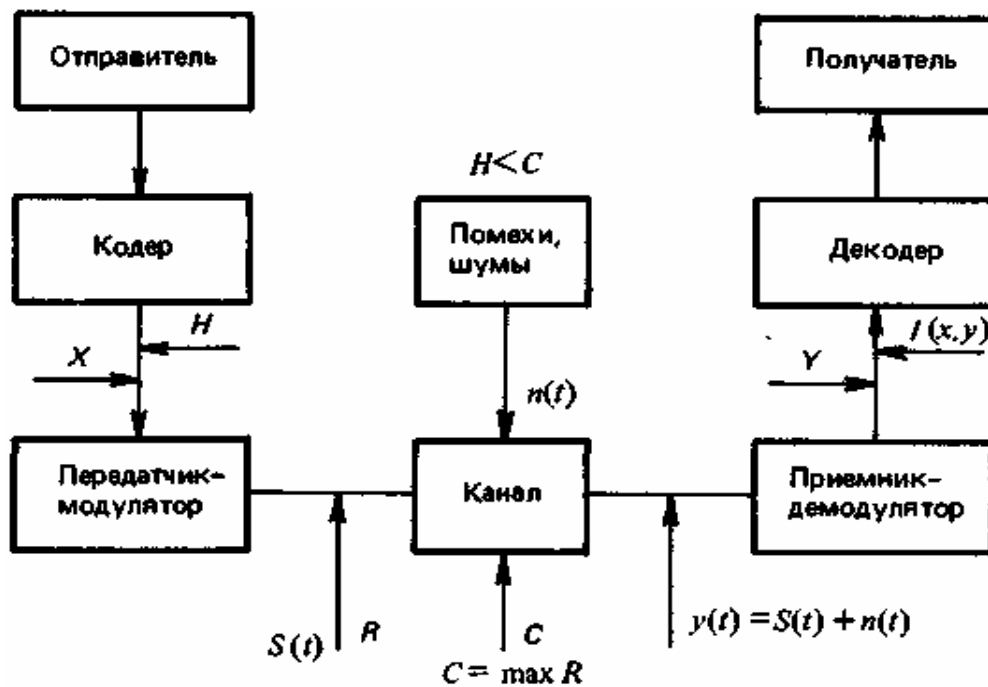 Отправитель
Получатель
H<C
Кодер
Помехи,
шумы
Декодер
H
X
I(x,y)
Y
n(t)
Передатчик-
модулятор
Канал
Приемник-
демодулятор
S(t)
R
C
y(t)=S(t)+n(t)
C= max R